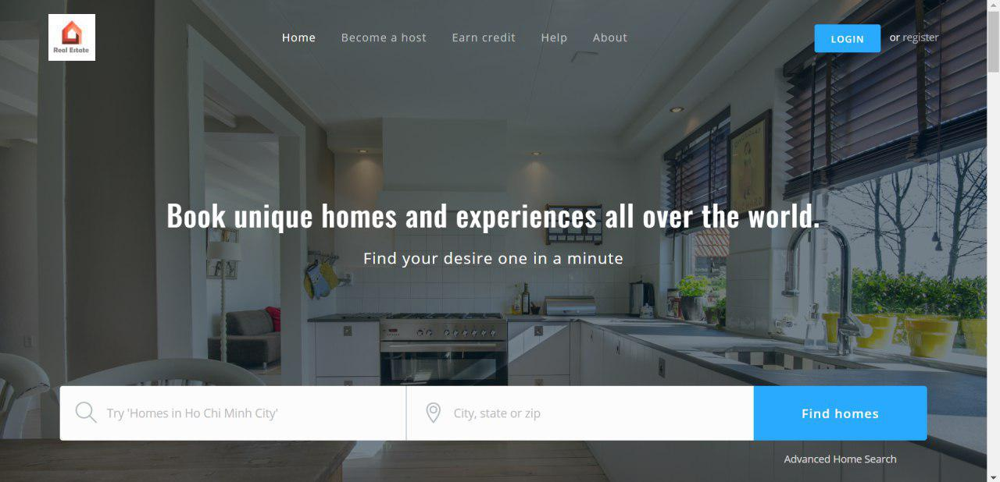 Real Ertate
Home
Become a host
Earn credit
Help
About
LOGIN
or register
Book unique homes and experiences all over the world.
Find your desire one in a minute
Try 'Homes in Ho Chi Minh City'
City, state or zip
Find homes
Advanced Home Search